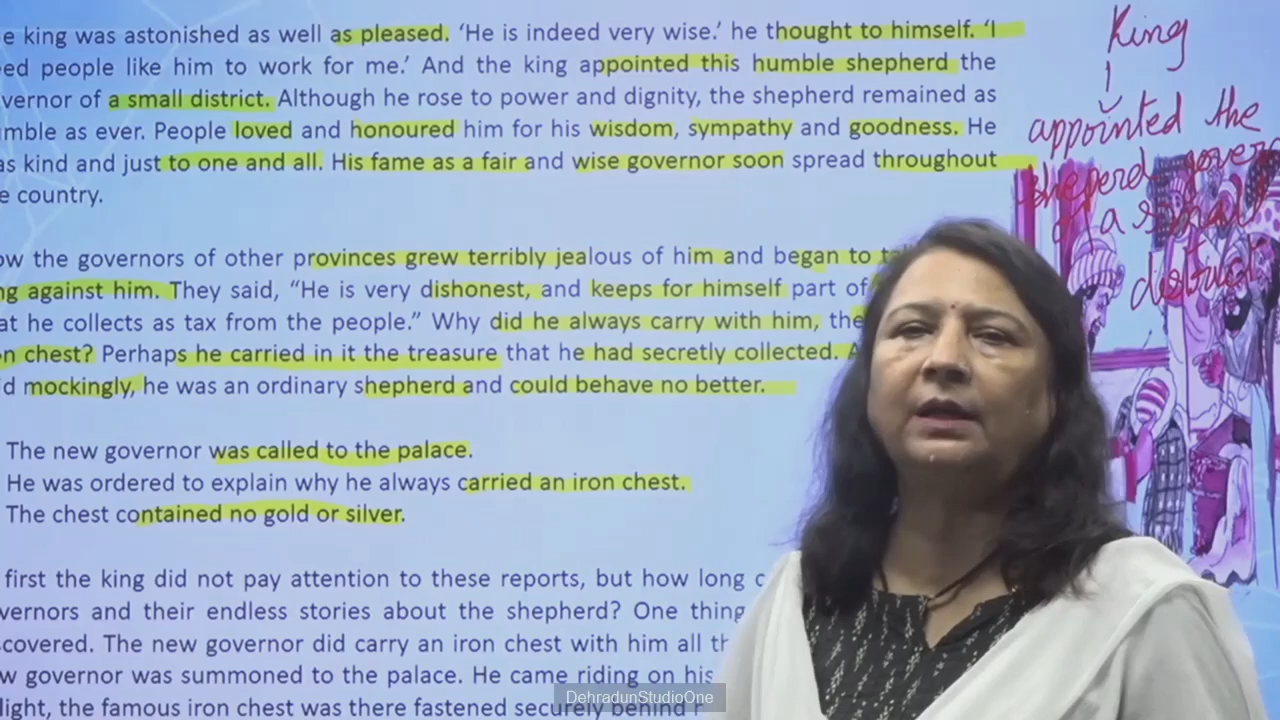 e king was astonished as well as pleased. ‘He is indeed very wise.’ he thought to himself. ‘I
ed people like him to work for me.’ And the king appointed this humble shepherd the
vernor of a small district. Although he rose to power and dignity, the shepherd remained as
mble as ever. People loved and honoured him for his wisdom, sympathy and goodness. He
as kind and just to one and all. His fame as a fair and wise governor soon spread throughout
e country.
ow the governors of other provinces grew terribly jealous of him and began to
ng against him. They said, “He is very dishonest, and keeps for himself part of
at he collects as tax from the people.” Why did he always carry with him, the
n chest? Perhaps he carried in it the treasure that he had secretly collected.
d mockingly, he was an ordinary shepherd and could behave no better.
The new governor was called to the palace.
He was ordered to explain why he always carried an iron chest.
The chest contained no gold or silver.
first the king did not pay attention to these reports, but how long
vernors and their endless stories about the shepherd? One thing
covered. The new governor did carry an iron chest with him all
w governor was summoned to the palace. He came riding on his
light, the famous iron chest was there fastened securely behind
King
appointed the
sheperd gover
of a small
district
DehradunStudioOne